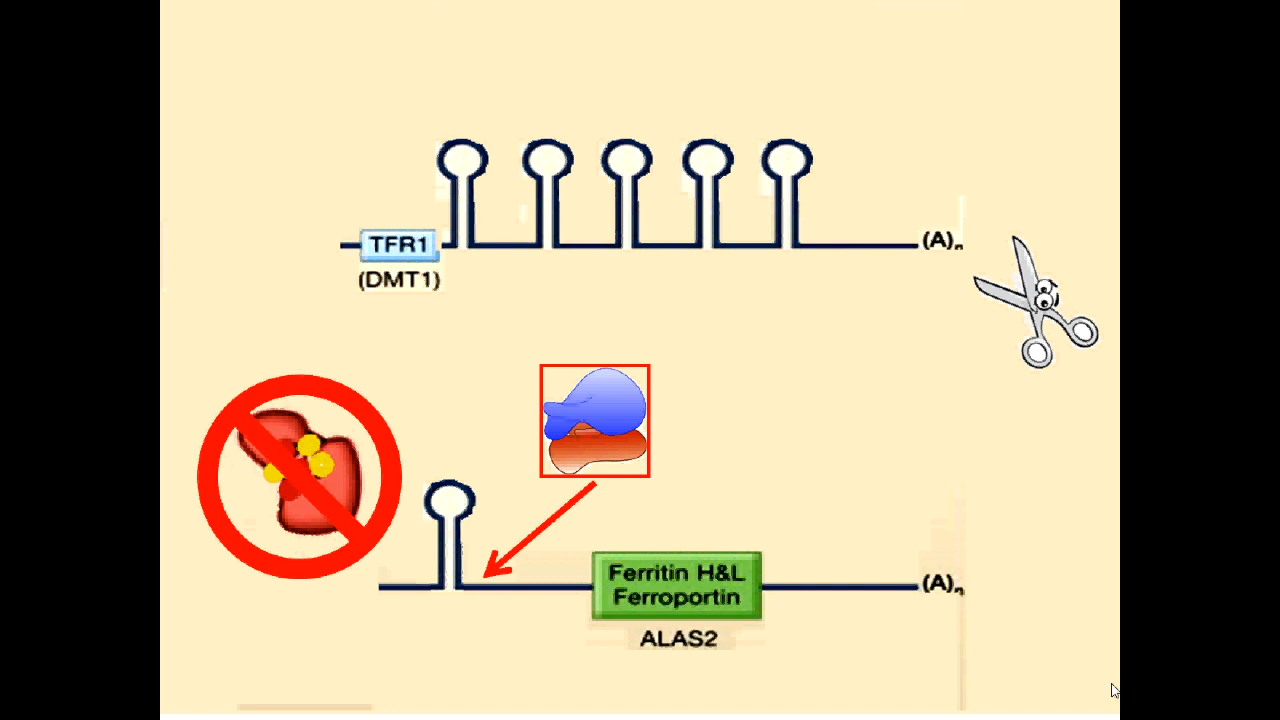 TFR1
(A)n
(DMT1)
Ferritin H&L
Ferroportin
(A)n
ALAS2